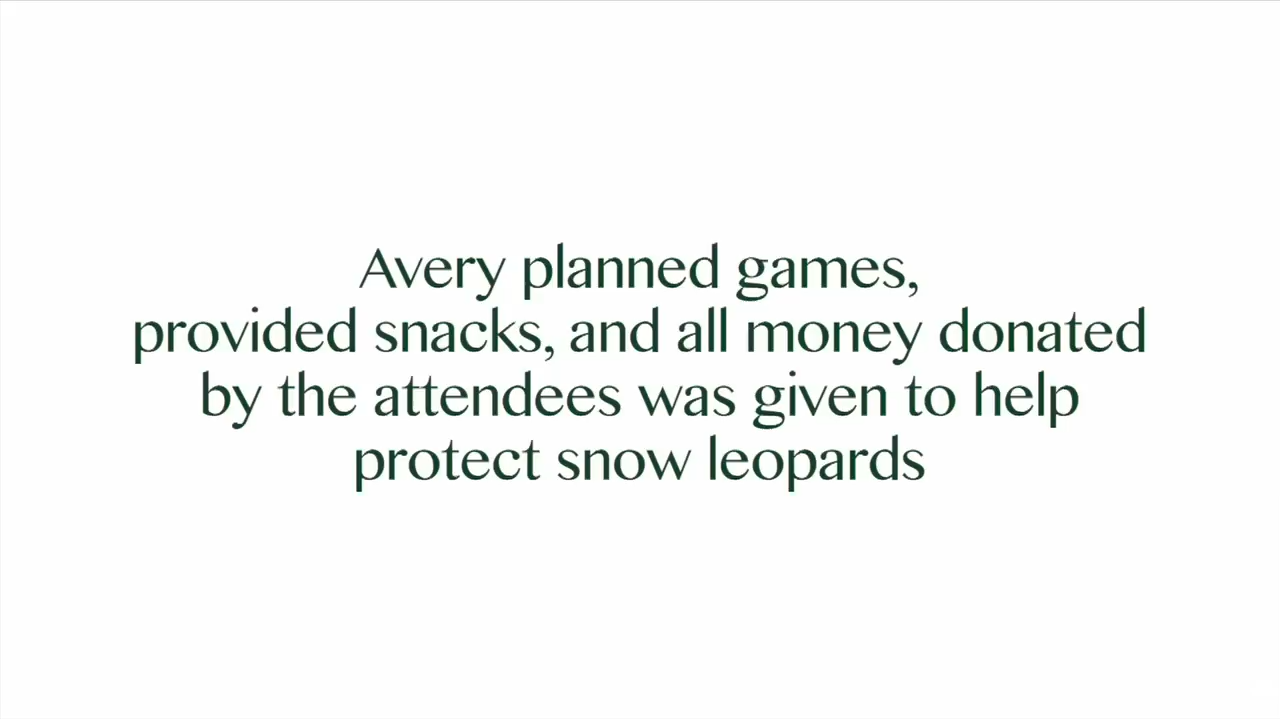 Avery planned games,
provided snacks, and all money donated
by the attendees was given to help
protect snow leopards